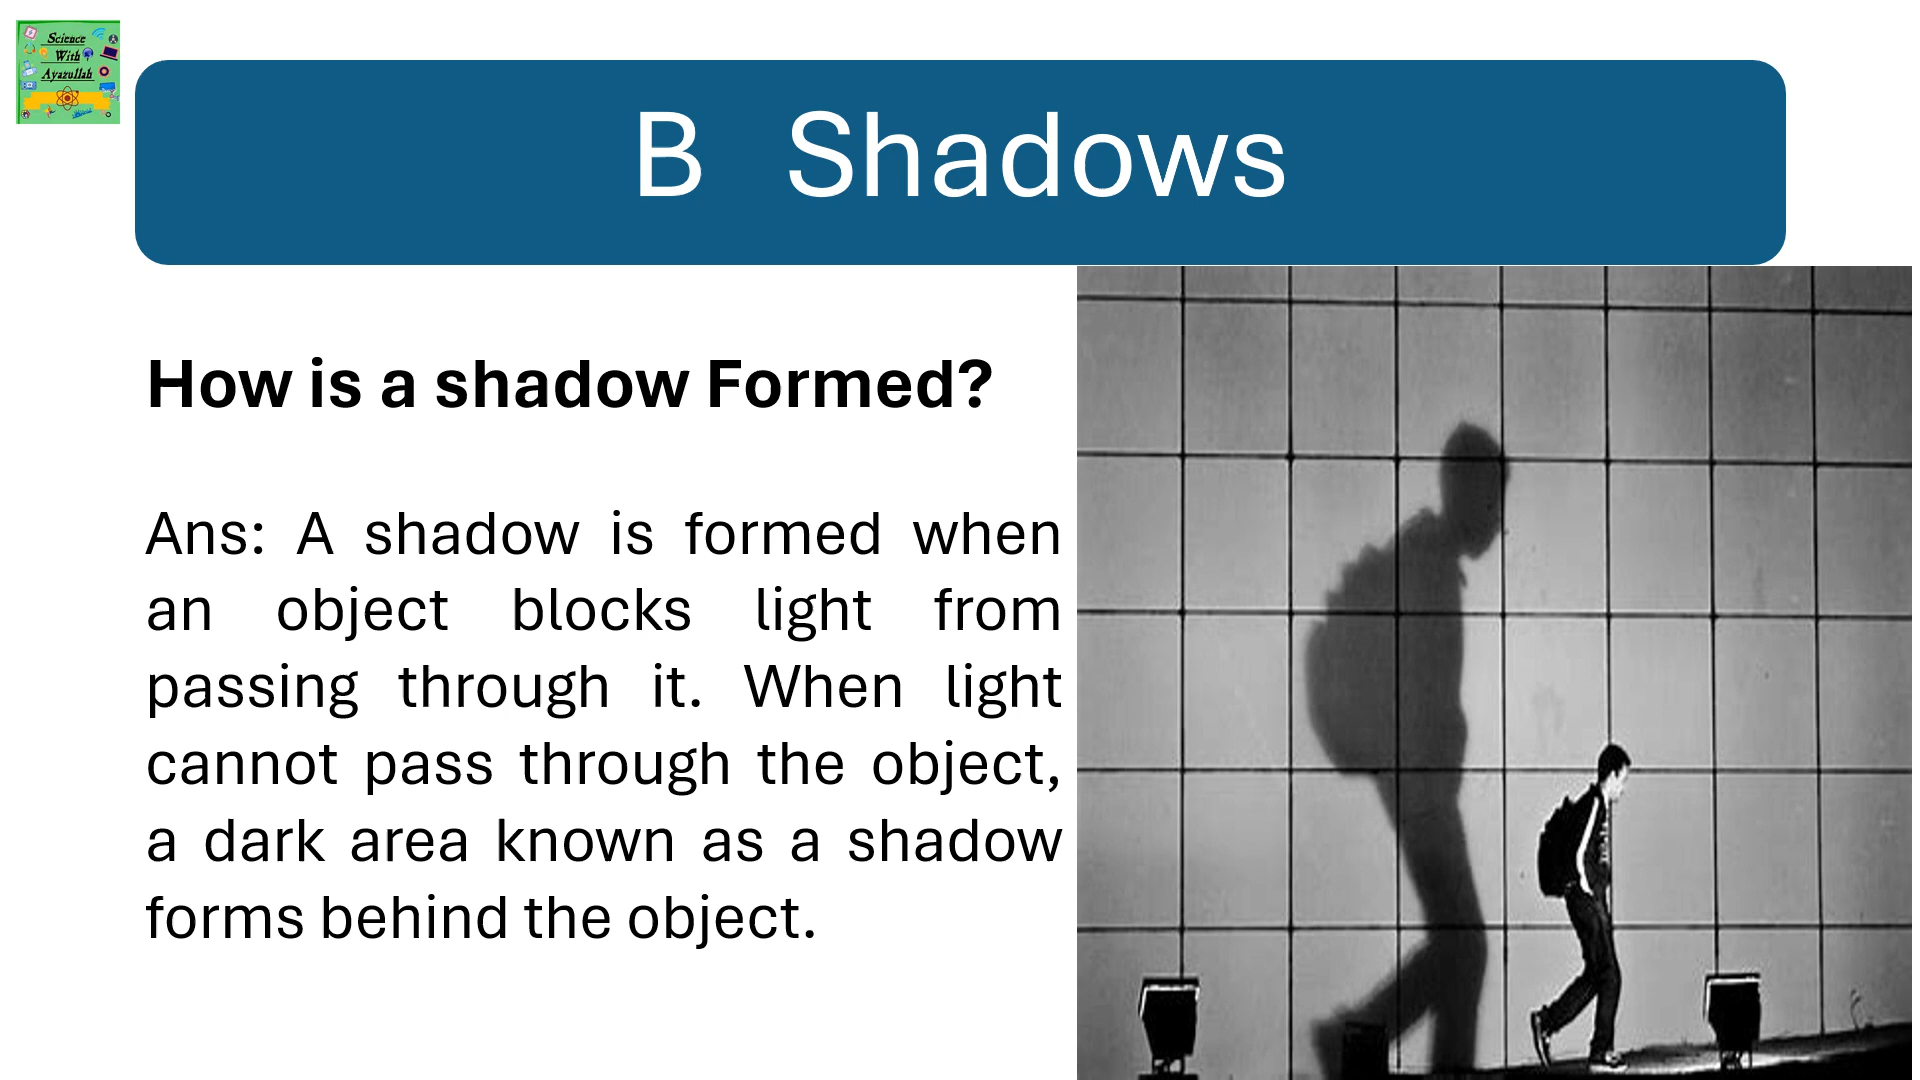 Science
With
Ayazullah
B Shadows
How is a shadow Formed?
Ans: A shadow is formed when
an object blocks light from
passing through it. When light
cannot pass through the object,
a dark area known as a shadow
forms behind the object.